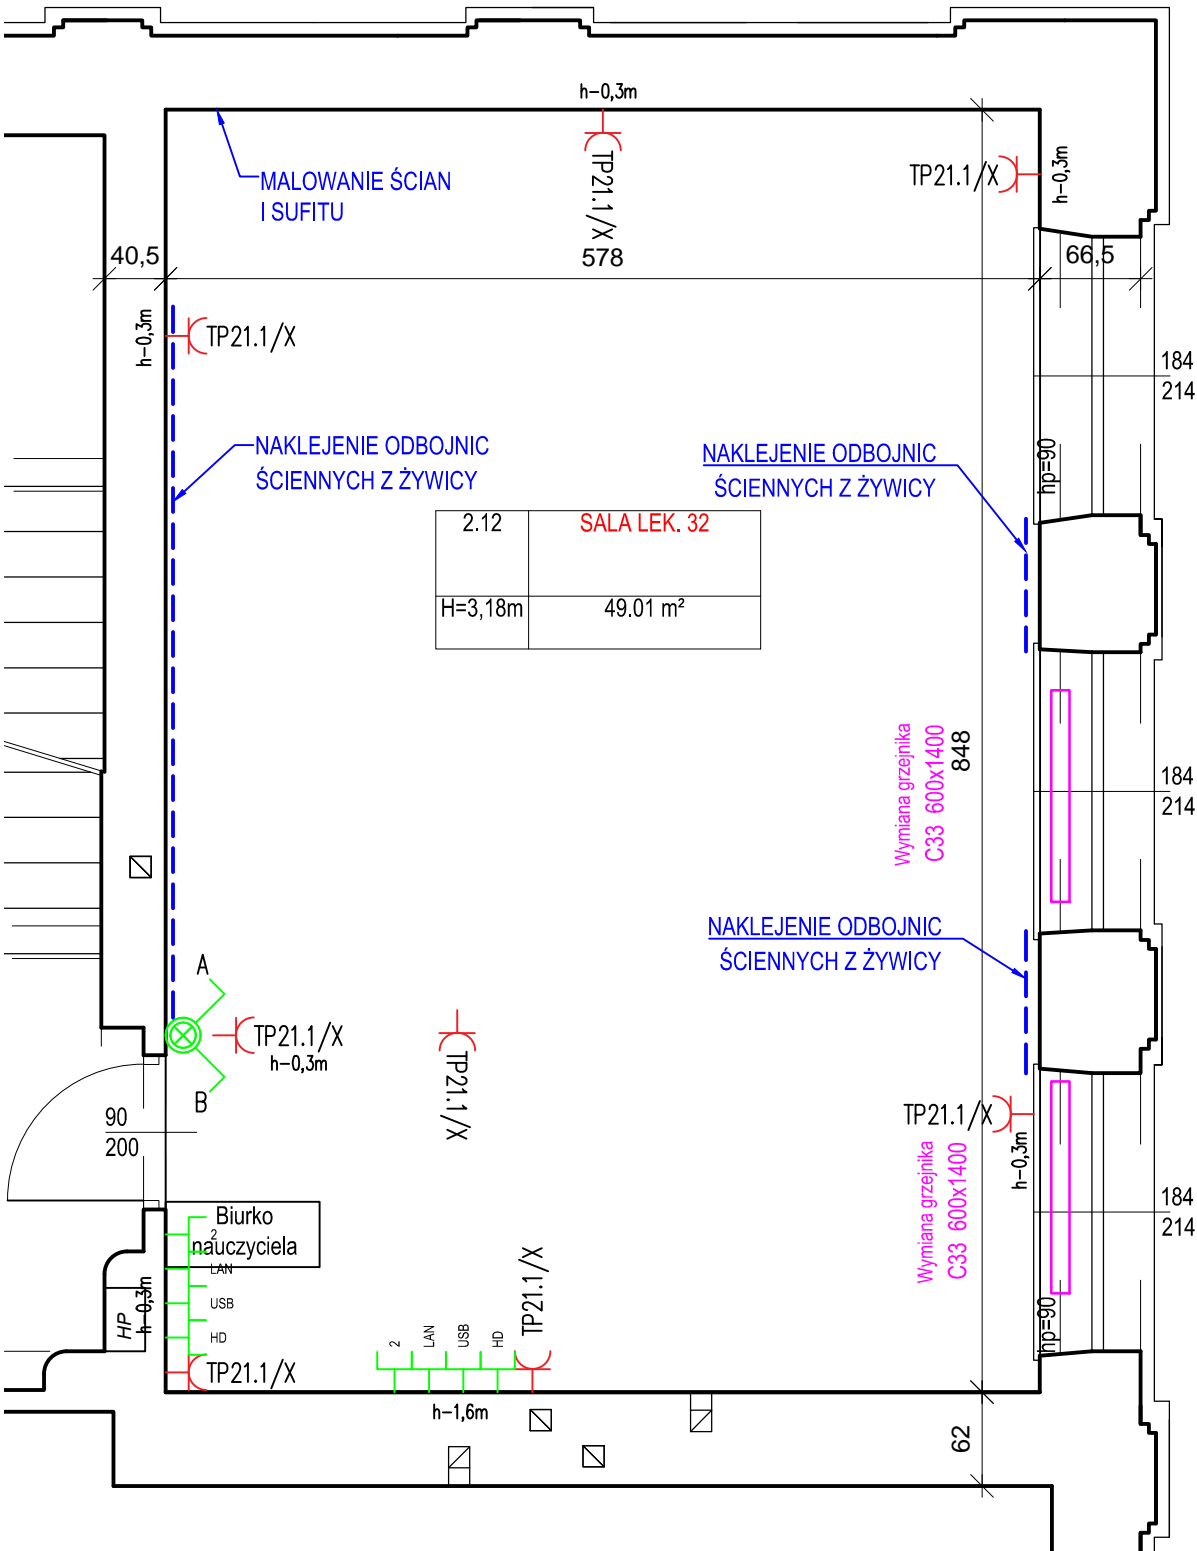 h-0,3m
MALOWANIE ŚCIAN
I SUFITU
TP21.1/X
TP21.1/X
h-0,3m
40,5
578
66,5
h-0,3m
TP21.1/X
184
214
NAKLEJENIE ODBOJNIC
ŚCIENNYCH Z ŻYWICY
NAKLEJENIE ODBOJNIC
ŚCIENNYCH Z ŻYWICY
hp=90
2.12
SALA LEK. 32
H=3,18m
49.01 m²
Wymiana grzejnika
C33 600x1400
848
184
214
NAKLEJENIE ODBOJNIC
ŚCIENNYCH Z ŻYWICY
A
TP21.1/X
h-0,3m
B
TP21.1/X
90
200
TP21.1/X
h-0,3m
Wymiana grzejnika
C33 600x1400
184
214
Biurko
nauczyciela
2
LAN
USB
HD
h-0,3m
HP
TP21.1/X
2
LAN
USB
HD
TP21.1/X
h-1,6m
hp=90
62